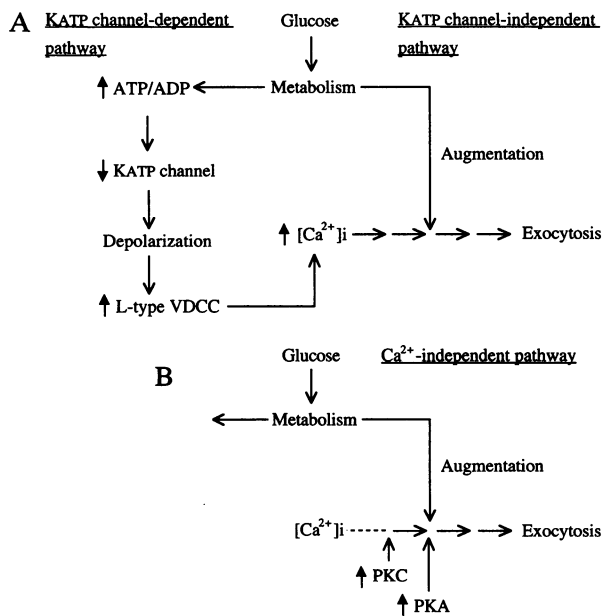 A
KATP channel-dependent
pathway
Glucose
KATP channel-independent
pathway
ATP/ADP
Metabolism
Augmentation
KATP channel
Depolarization
[Ca²⁺]i
Exocytosis
L-type VDCC
B
Glucose
Ca²⁺-independent pathway
Metabolism
Augmentation
[Ca²⁺]i
Exocytosis
PKC
PKA